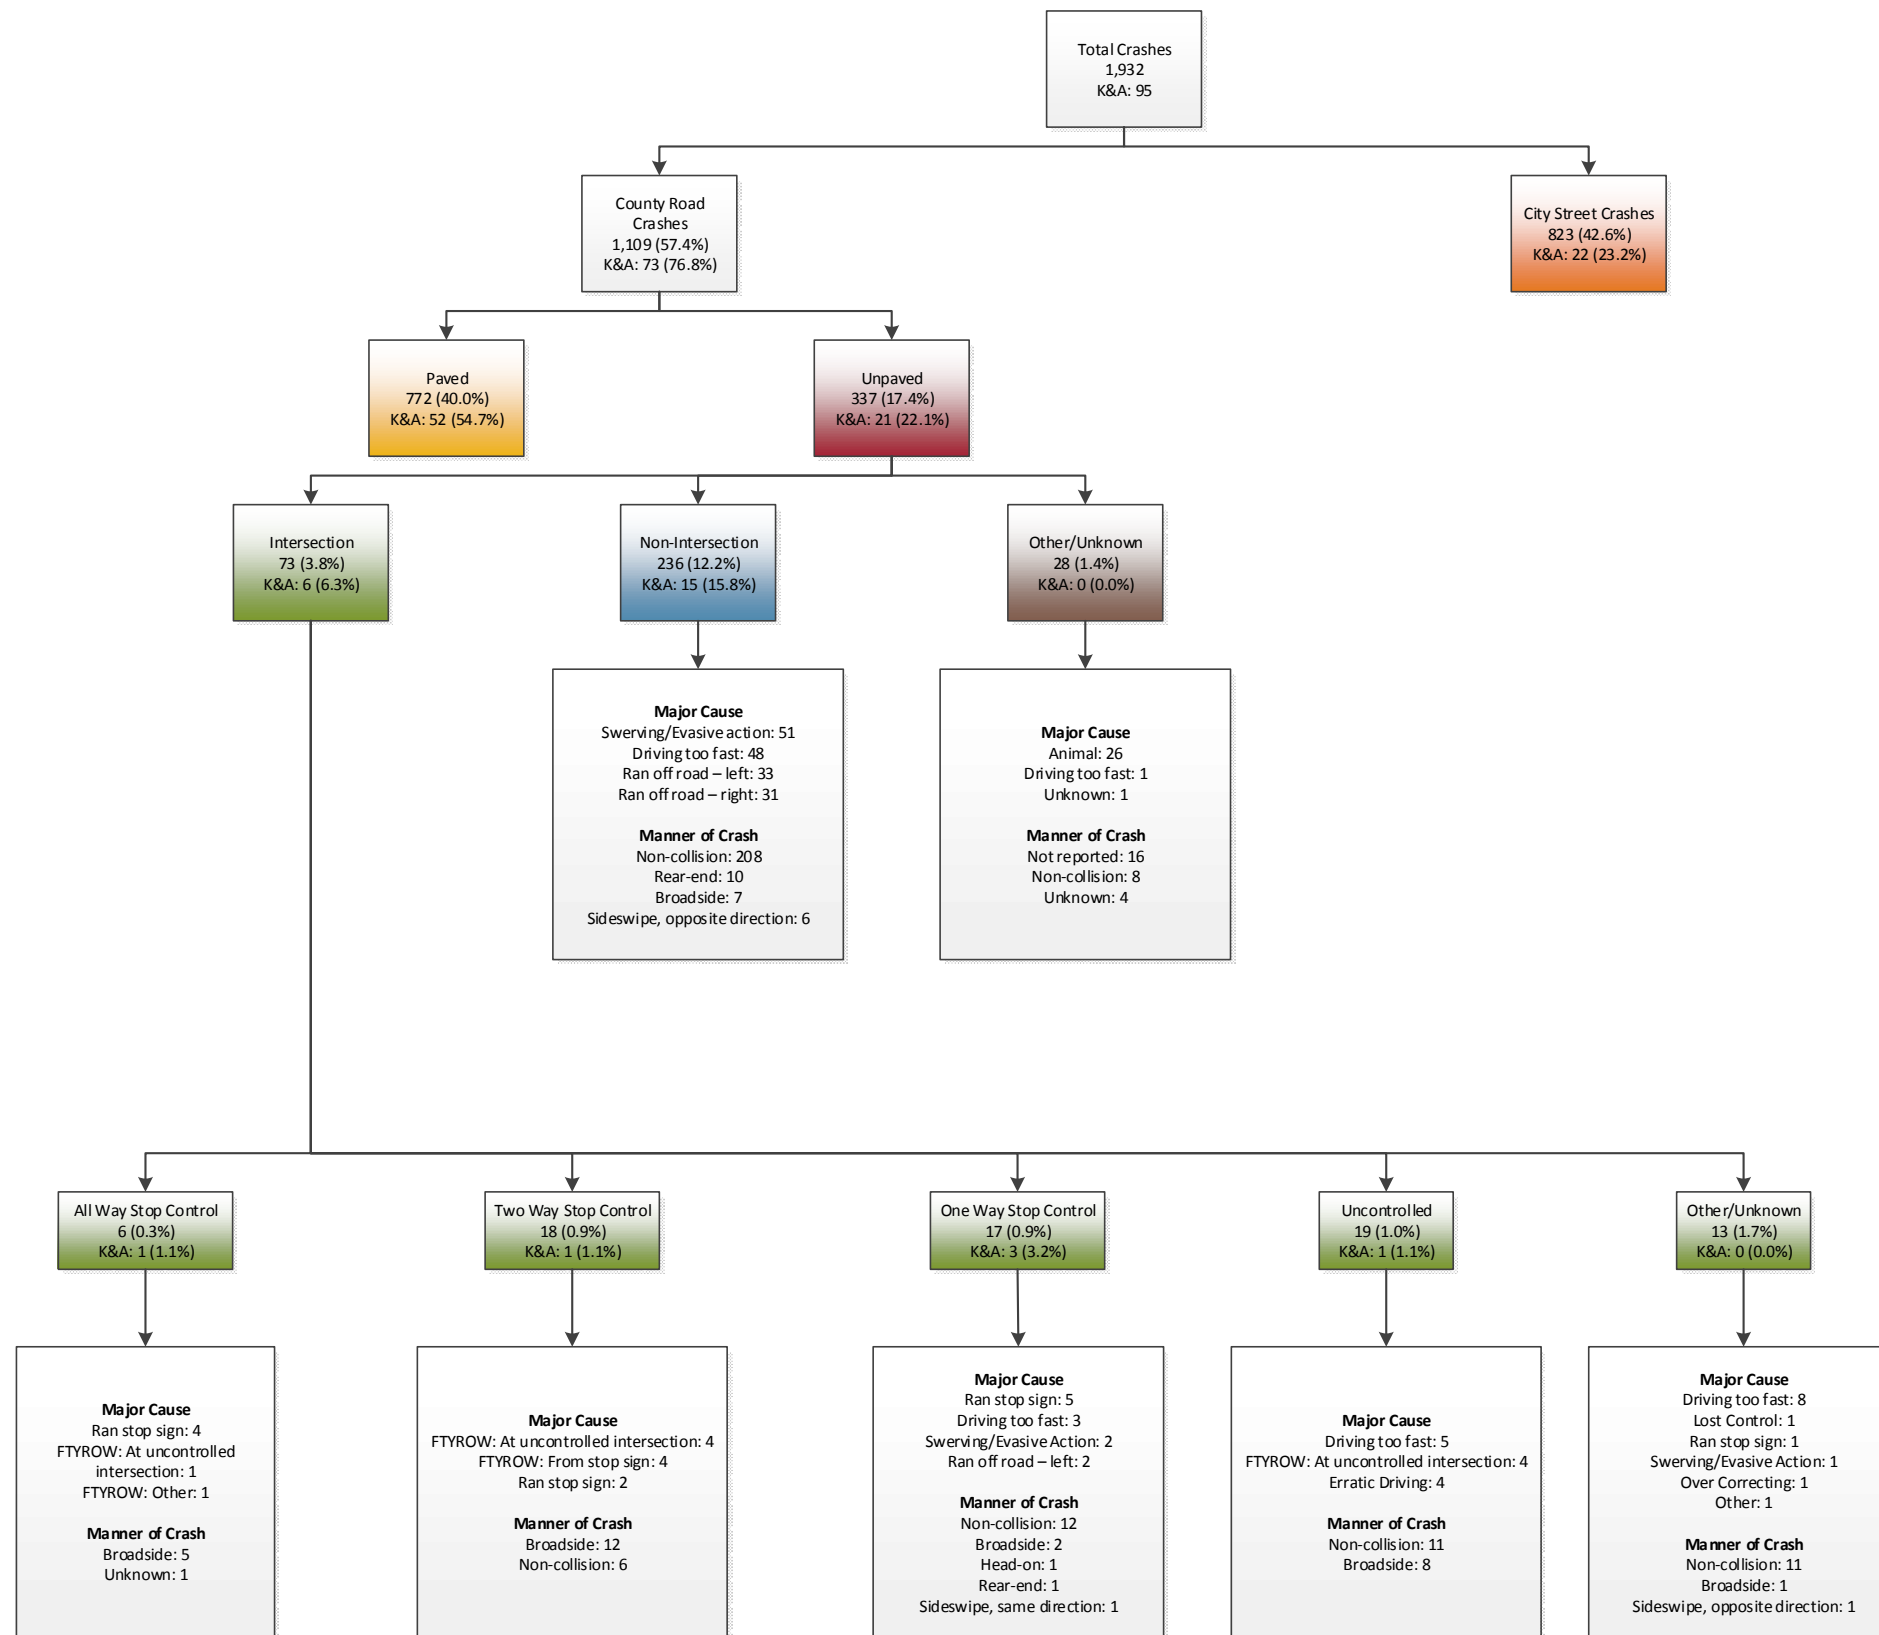 Total Crashes
1,932
K&A: 95
County Road
Crashes
1,109 (57.4%)
K&A: 73 (76.8%)
City Street Crashes
823 (42.6%)
K&A: 22 (23.2%)
Paved
772 (40.0%)
K&A: 52 (54.7%)
Unpaved
337 (17.4%)
K&A: 21 (22.1%)
Intersection
73 (3.8%)
K&A: 6 (6.3%)
Non-Intersection
236 (12.2%)
K&A: 15 (15.8%)
Other/Unknown
28 (1.4%)
K&A: 0 (0.0%)
Major Cause
Swerving/Evasive action: 51
Driving too fast: 48
Ran off road – left: 33
Ran off road – right: 31
Manner of Crash
Non-collision: 208
Rear-end: 10
Broadside: 7
Sideswipe, opposite direction: 6
Major Cause
Animal: 26
Driving too fast: 1
Unknown: 1
Manner of Crash
Not reported: 16
Non-collision: 8
Unknown: 4
All Way Stop Control
6 (0.3%)
K&A: 1 (1.1%)
Two Way Stop Control
18 (0.9%)
K&A: 1 (1.1%)
One Way Stop Control
17 (0.9%)
K&A: 3 (3.2%)
Uncontrolled
19 (1.0%)
K&A: 1 (1.1%)
Other/Unknown
13 (1.7%)
K&A: 0 (0.0%)
Major Cause
Ran stop sign: 4
FTYROW: At uncontrolled
intersection: 1
FTYROW: Other: 1
Manner of Crash
Broadside: 5
Unknown: 1
Major Cause
FTYROW: At uncontrolled intersection: 4
FTYROW: From stop sign: 4
Ran stop sign: 2
Manner of Crash
Broadside: 12
Non-collision: 6
Major Cause
Ran stop sign: 5
Driving too fast: 3
Swerving/Evasive Action: 2
Ran off road – left: 2
Manner of Crash
Non-collision: 12
Broadside: 2
Head-on: 1
Rear-end: 1
Sideswipe, same direction: 1
Major Cause
Driving too fast: 5
FTYROW: At uncontrolled intersection: 4
Erratic Driving: 4
Manner of Crash
Non-collision: 11
Broadside: 8
Major Cause
Driving too fast: 8
Lost Control: 1
Ran stop sign: 1
Swerving/Evasive Action: 1
Over Correcting: 1
Other: 1
Manner of Crash
Non-collision: 11
Broadside: 1
Sideswipe, opposite direction: 1